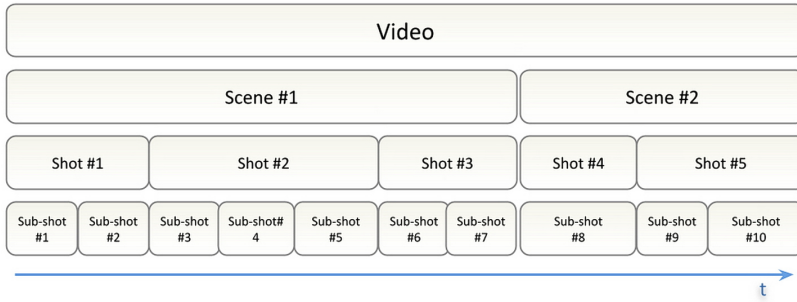 Video
Scene #1
Scene #2
Shot #1
Shot #2
Shot #3
Shot #4
Shot #5
Sub-shot
#1
Sub-shot
#2
Sub-shot
#3
Sub-shot#
4
Sub-shot
#5
Sub-shot
#6
Sub-shot
#7
Sub-shot
#8
Sub-shot
#9
Sub-shot
#10
t